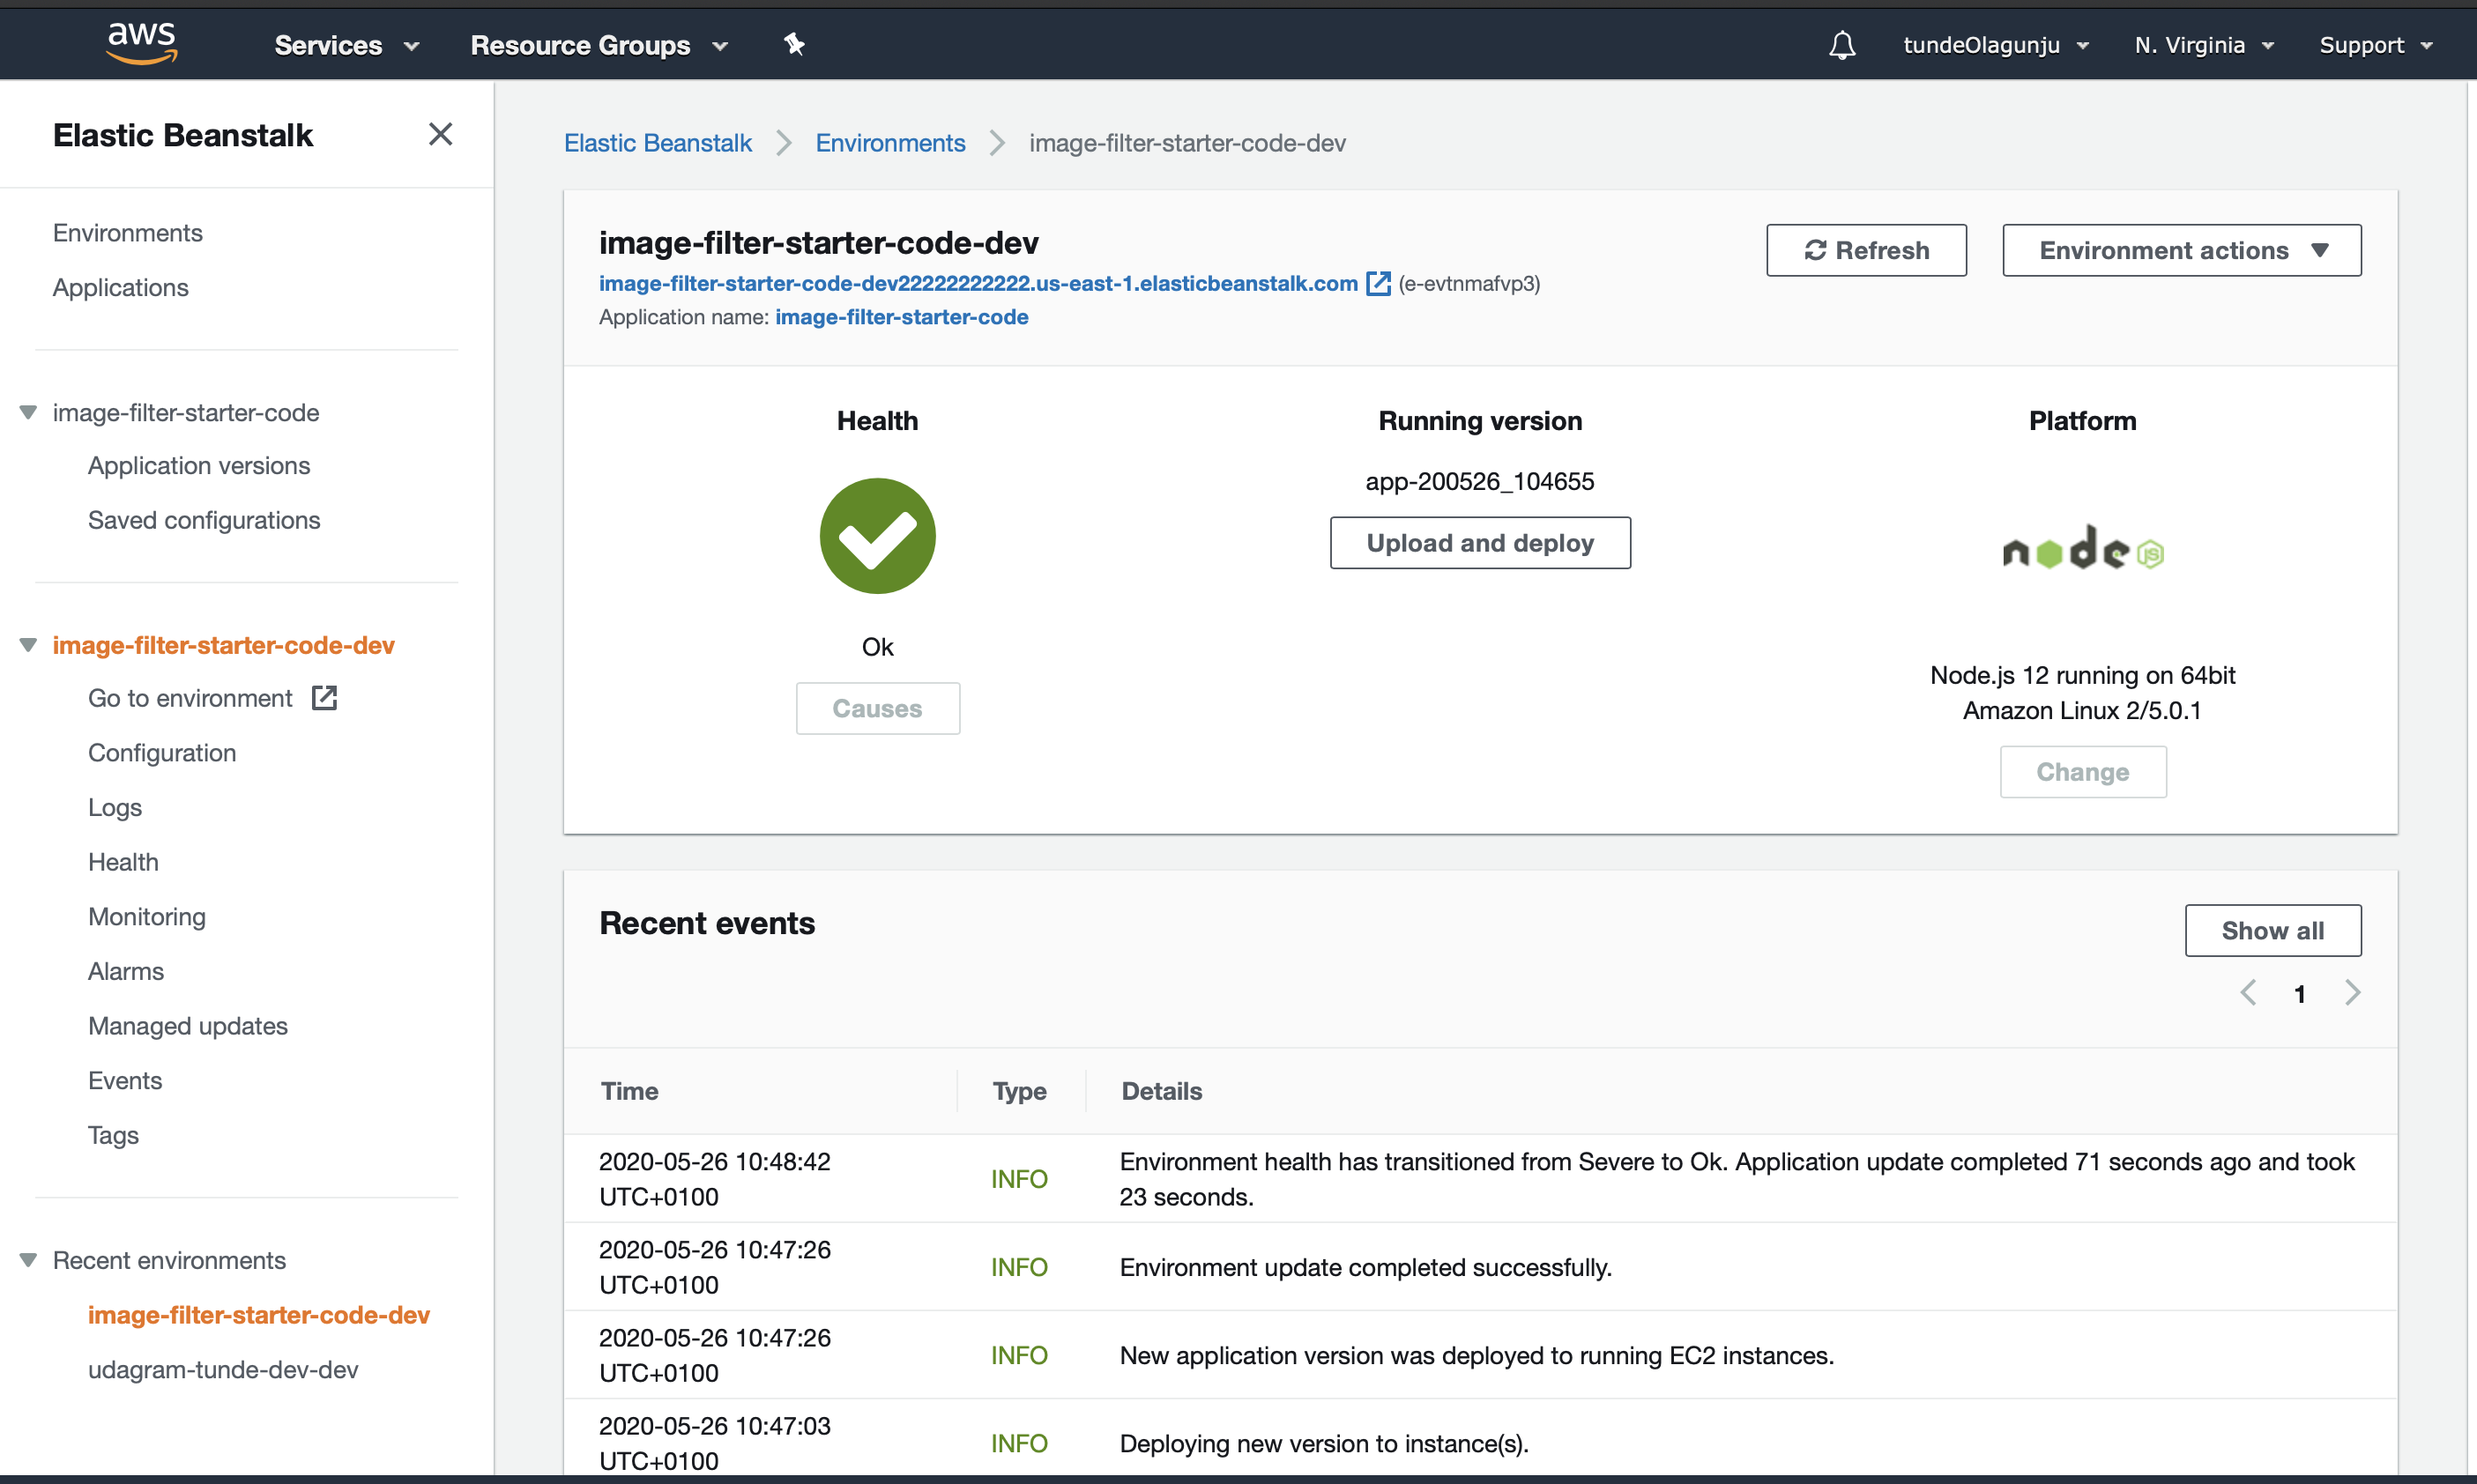 aws
Services
Resource Groups
tundeOlagunju
N. Virginia
Support
Elastic Beanstalk
Environments
Applications
image-filter-starter-code
Application versions
Saved configurations
image-filter-starter-code-dev
Go to environment
Configuration
Logs
Health
Monitoring
Alarms
Managed updates
Events
Tags
Recent environments
image-filter-starter-code-dev
udagram-tunde-dev-dev
Elastic Beanstalk
Environments
image-filter-starter-code-dev
image-filter-starter-code-dev
image-filter-starter-code-dev22222222222.us-east-1.elasticbeanstalk.com (e-evtnmafvp3)
Application name: image-filter-starter-code
Refresh
Environment actions
Health
Ok
Causes
Running version
app-200526_104655
Upload and deploy
Platform
node JS
Node.js 12 running on 64bit
Amazon Linux 2/5.0.1
Change
Recent events
Show all
1
Time
Type
Details
2020-05-26 10:48:42
UTC+0100
INFO
Environment health has transitioned from Severe to Ok. Application update completed 71 seconds ago and took
23 seconds.
2020-05-26 10:47:26
UTC+0100
INFO
Environment update completed successfully.
2020-05-26 10:47:26
UTC+0100
INFO
New application version was deployed to running EC2 instances.
2020-05-26 10:47:03
UTC+0100
INFO
Deploying new version to instance(s).